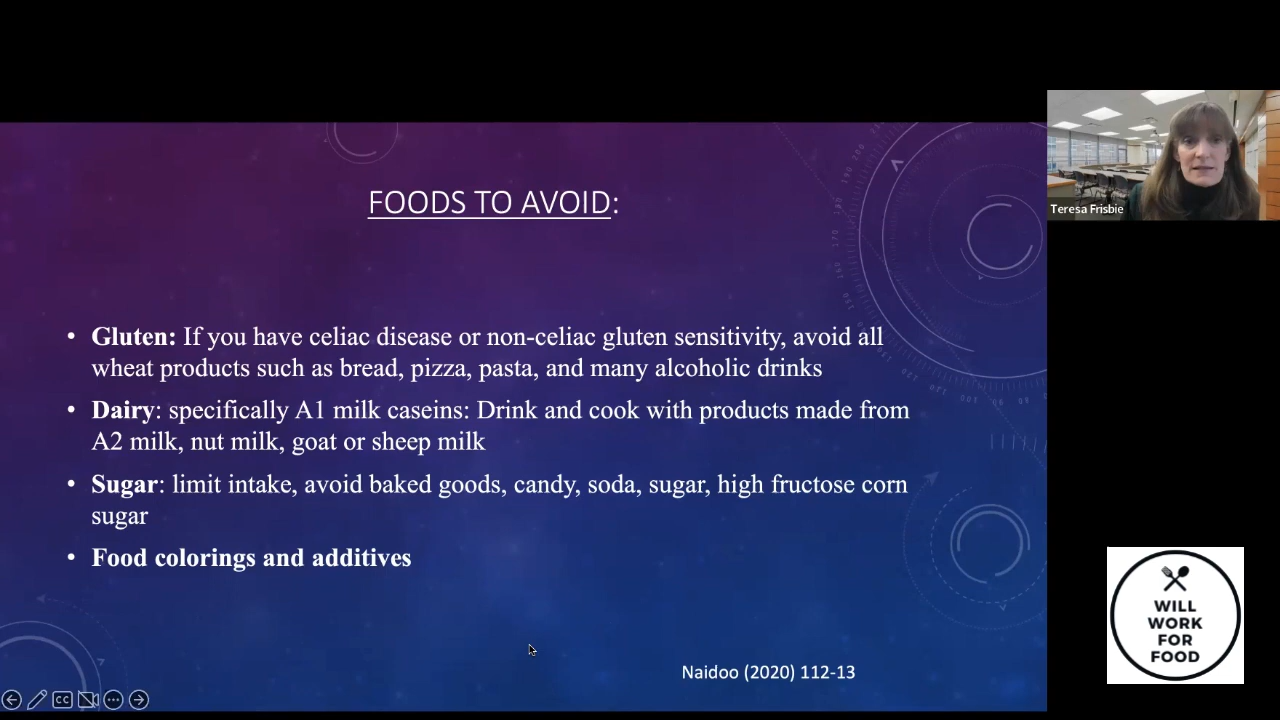 FOODS TO AVOID:
• Gluten: If you have celiac disease or non-celiac gluten sensitivity, avoid all
wheat products such as bread, pizza, pasta, and many alcoholic drinks
• Dairy: specifically A1 milk caseins: Drink and cook with products made from
A2 milk, nut milk, goat or sheep milk
• Sugar: limit intake, avoid baked goods, candy, soda, sugar, high fructose corn
sugar
• Food colorings and additives
Naidoo (2020) 112-13
CC
Teresa Frisbie
WILL
WORK
FOR
FOOD